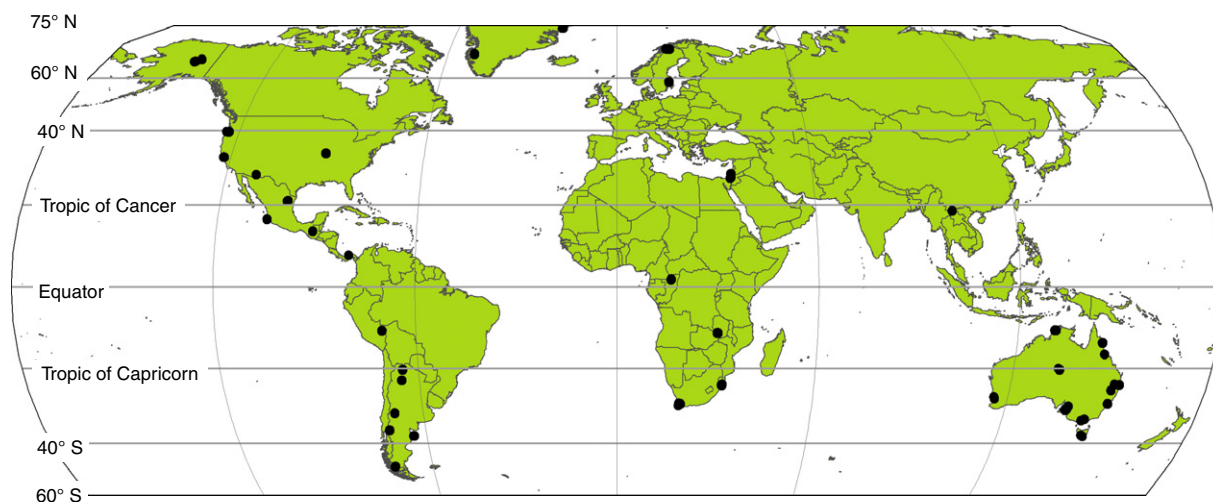 75° N
60° N
40° N
Tropic of Cancer
Equator
Tropic of Capricorn
40° S
60° S